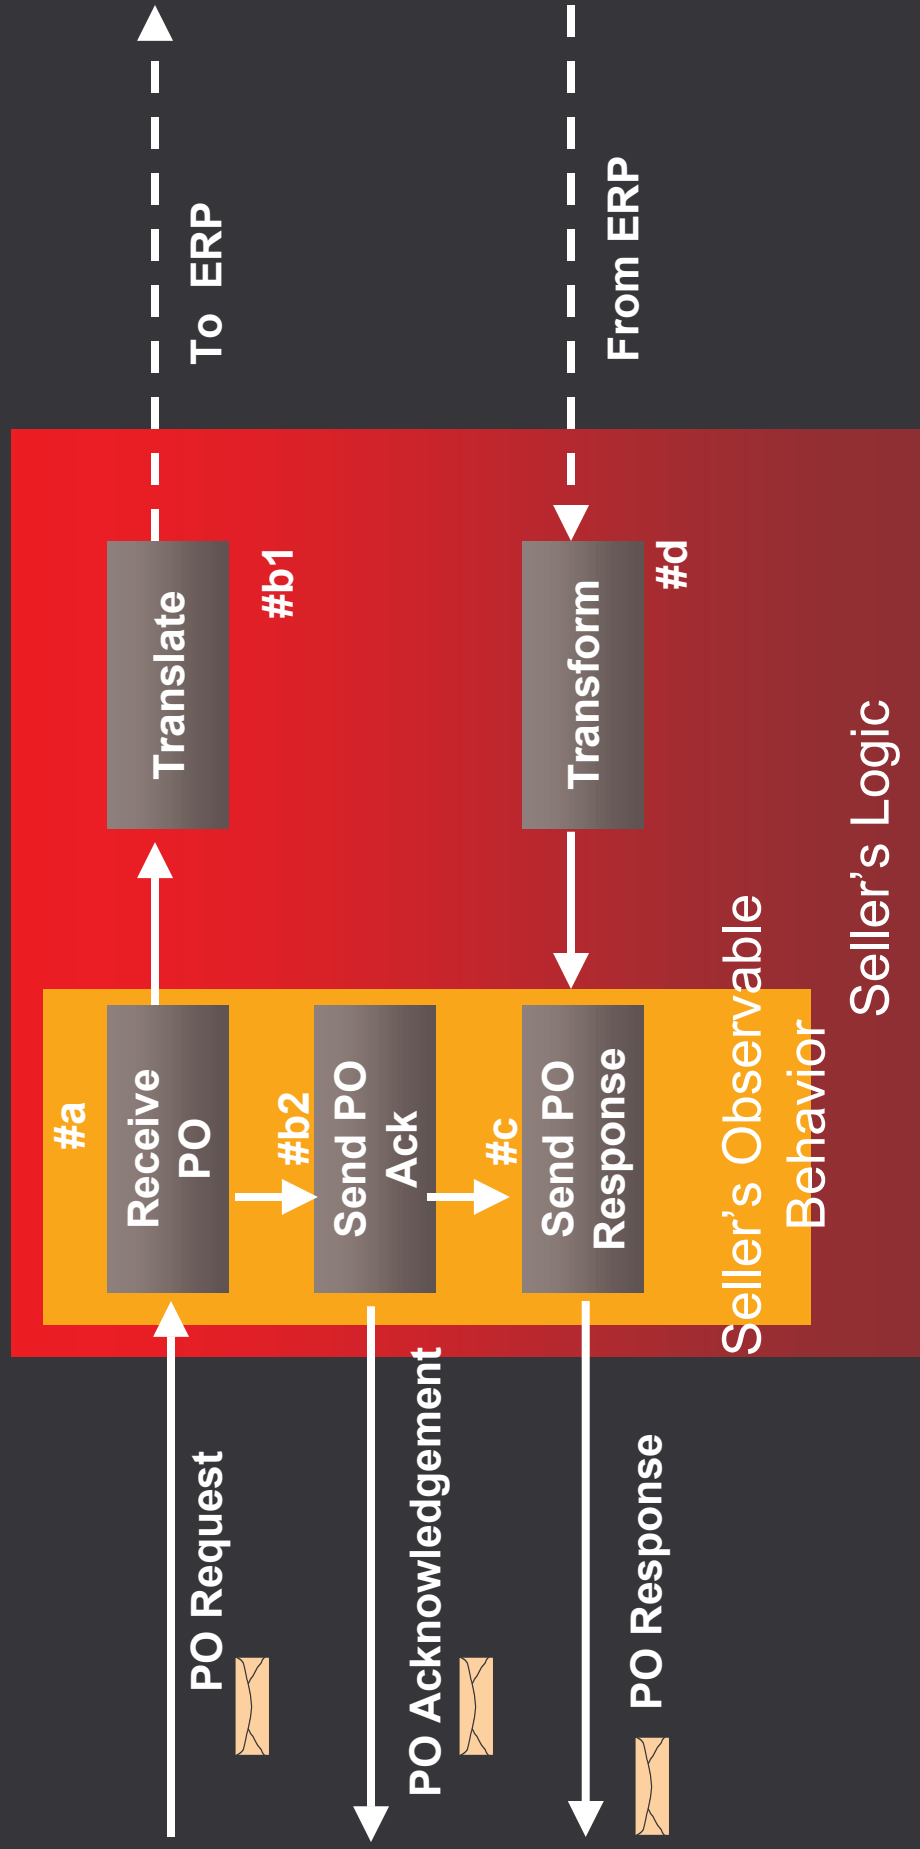 PO Request
#a
Receive
PO
Translate
#b1
To ERP
PO Acknowledgement
#b2
Send PO
Ack
PO Response
#c
Send PO
Response
Transform
#d
From ERP
Seller’s Observable
Behavior
Seller’s Logic